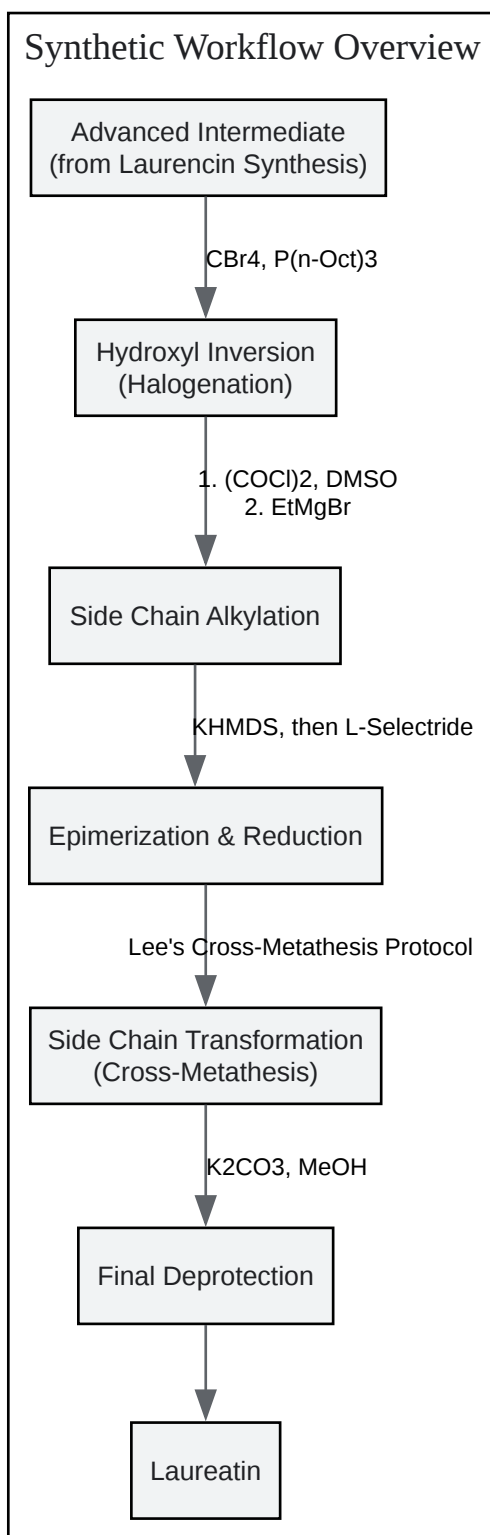 Synthetic Workflow Overview
Advanced Intermediate
(from Laurencin Synthesis)
CBr4, P(n-Oct)3
Hydroxyl Inversion
(Halogenation)
1. (COCl)2, DMSO
2. EtMgBr
Side Chain Alkylation
KHMDS, then L-Selectride
Epimerization & Reduction
Lee's Cross-Metathesis Protocol
Side Chain Transformation
(Cross-Metathesis)
K2CO3, MeOH
Final Deprotection
Laureatin